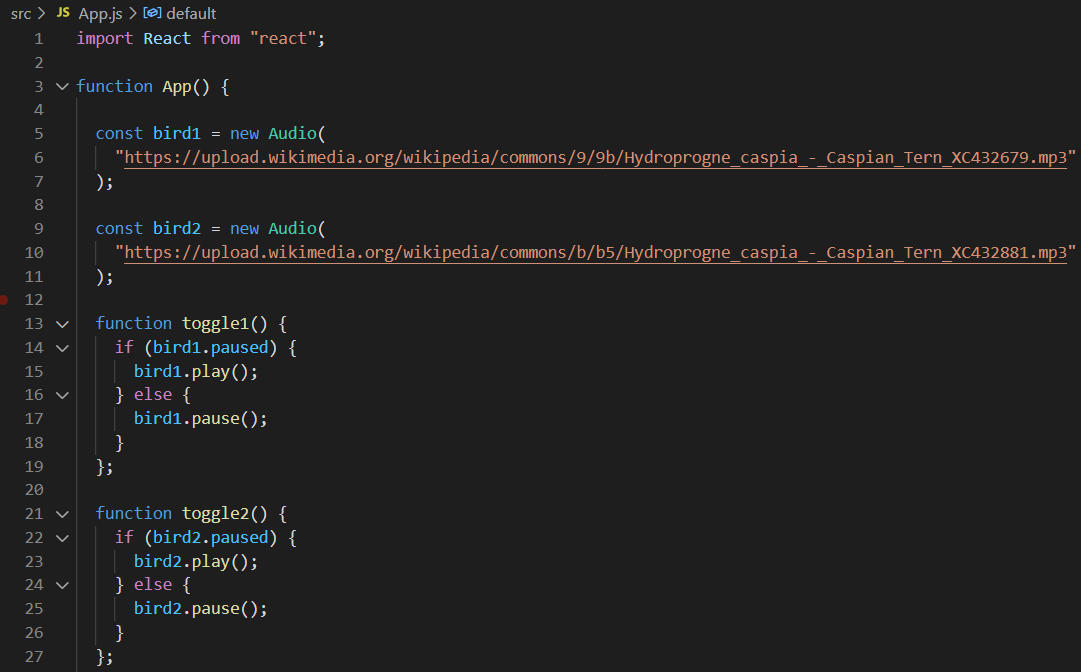 src > JS App.js > default
1 import React from "react";
2
3 function App() {
4
5 const bird1 = new Audio(
6 "https://upload.wikimedia.org/wikipedia/commons/9/9b/Hydroprogne_caspia_-_Caspian_Tern_XC432679.mp3"
7 );
8
9 const bird2 = new Audio(
10 "https://upload.wikimedia.org/wikipedia/commons/b/b5/Hydroprogne_caspia_-_Caspian_Tern_XC432881.mp3"
11 );
12
13 function toggle1() {
14 if (bird1.paused) {
15 bird1.play();
16 } else {
17 bird1.pause();
18 }
19 };
20
21 function toggle2() {
22 if (bird2.paused) {
23 bird2.play();
24 } else {
25 bird2.pause();
26 }
27 };